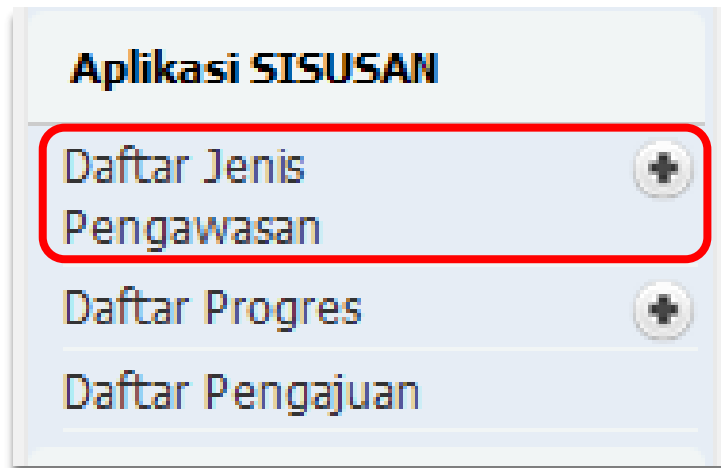 Aplikasi SISUSAN
Daftar Jenis
Pengawasan
Daftar Progres
Daftar Pengajuan